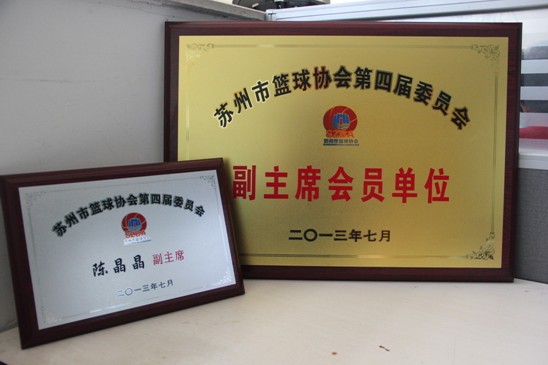 苏州市篮球协会第四届委员会
副主席会员单位
二〇一三年七月
苏州市篮球协会第四届委员会
陈晶晶 副主席
二〇一三年七月